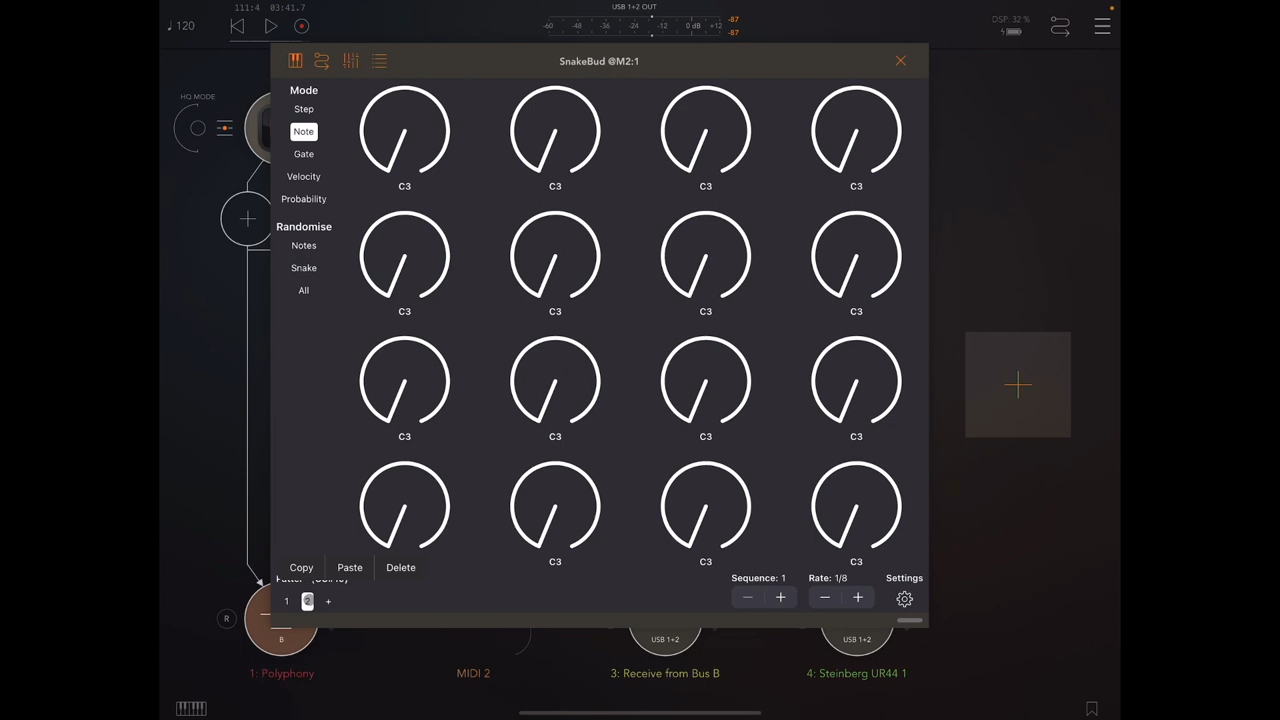 111:4 03:41.7
USB 1+2 OUT
♩ 120
-60 -48 -36 -24 -12 0 dB +12
-87
-87
DSP: 32 %
SnakeBud @M2:1
HQ MODE
Mode
Step
Note
Gate
Velocity
Probability
Randomise
Notes
Snake
All
C3 C3 C3 C3
C3 C3 C3 C3
C3 C3 C3 C3
C3 C3 C3
Copy Paste Delete
1 2 +
Sequence: 1
− +
Rate: 1/8
− +
Settings
R
B
USB 1+2
USB 1+2
1: Polyphony
MIDI 2
3: Receive from Bus B
4: Steinberg UR44 1